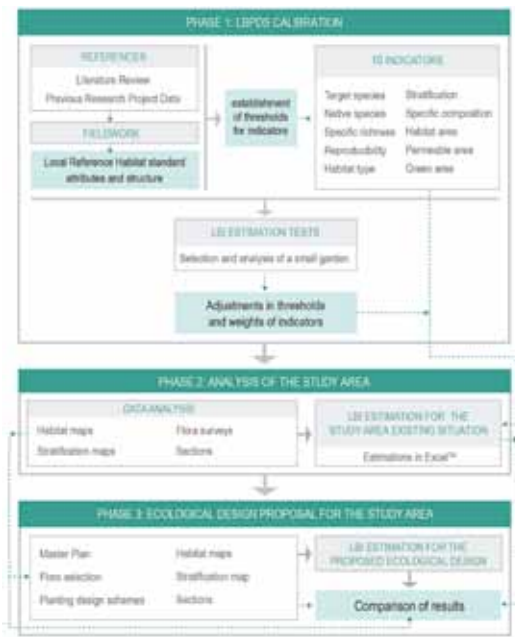 PHASE 1: LBPDS CALIBRATION
REFERENCES
Literature Review
Previous Research Project Data
FIELDWORK
Local Reference Habitat standard
attributes and structure
establishment
of thresholds
for indicators
INDICATORS
Target species
Native species
Specific richness
Reproducibility
Habitat type
Stratification
Specific composition
Habitat area
Permeable area
Green area
LBI ESTIMATION TESTS
Selection and analysis of a small garden
Adjustments in thresholds
and weights of indicators
PHASE 2: ANALYSIS OF THE STUDY AREA
DATA ANALYSIS
Habitat maps
Stratification maps
Flora surveys
Sections
LBI ESTIMATION FOR THE
STUDY AREA EXISTING SITUATION
Estimations in Excel™
PHASE 3: ECOLOGICAL DESIGN PROPOSAL FOR THE STUDY AREA
Master Plan
Flora selection
Planting design schemes
Habitat maps
Stratification map
Sections
LBI ESTIMATION FOR THE
PROPOSED ECOLOGICAL DESIGN
Comparison of results